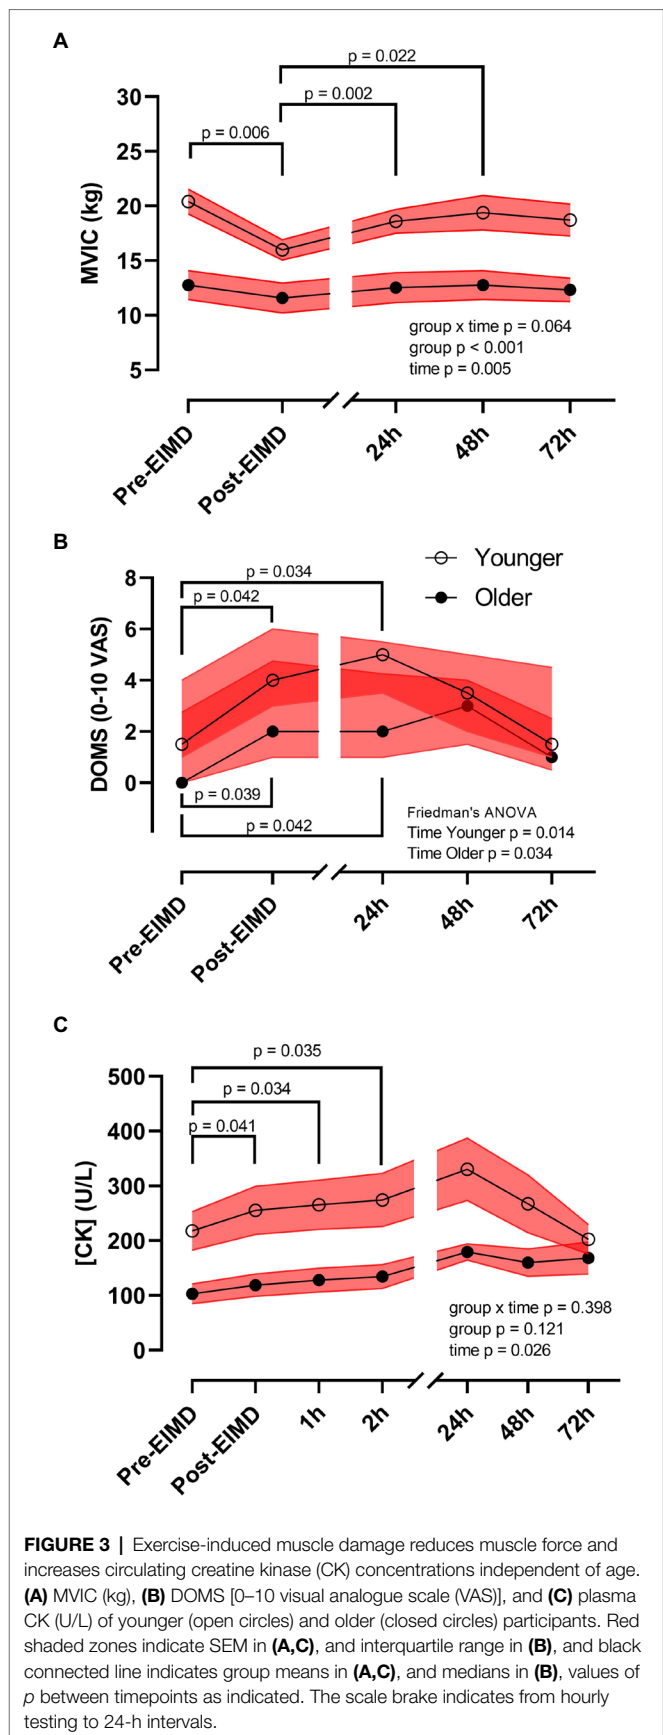 A
p = 0.022
p = 0.002
p = 0.006
30
25
20
15
10
5
MVIC (kg)
group x time p = 0.064
group p < 0.001
time p = 0.005
Pre-EIMD
Post-EIMD
24h
48h
72h
B
Younger
Older
p = 0.034
p = 0.042
8
6
4
2
0
DOMS (0-10 VAS)
p = 0.039
p = 0.042
Friedman's ANOVA
Time Younger p = 0.014
Time Older p = 0.034
Pre-EIMD
Post-EIMD
24h
48h
72h
C
p = 0.035
p = 0.034
p = 0.041
500
400
300
200
100
0
[CK] (U/L)
group x time p = 0.398
group p = 0.121
time p = 0.026
Pre-EIMD
Post-EIMD
1h
2h
24h
48h
72h
FIGURE 3 | Exercise-induced muscle damage reduces muscle force and
increases circulating creatine kinase (CK) concentrations independent of age.
(A) MVIC (kg), (B) DOMS [0–10 visual analogue scale (VAS)], and (C) plasma
CK (U/L) of younger (open circles) and older (closed circles) participants. Red
shaded zones indicate SEM in (A,C), and interquartile range in (B), and black
connected line indicates group means in (A,C), and medians in (B), values of
p between timepoints as indicated. The scale brake indicates from hourly
testing to 24-h intervals.